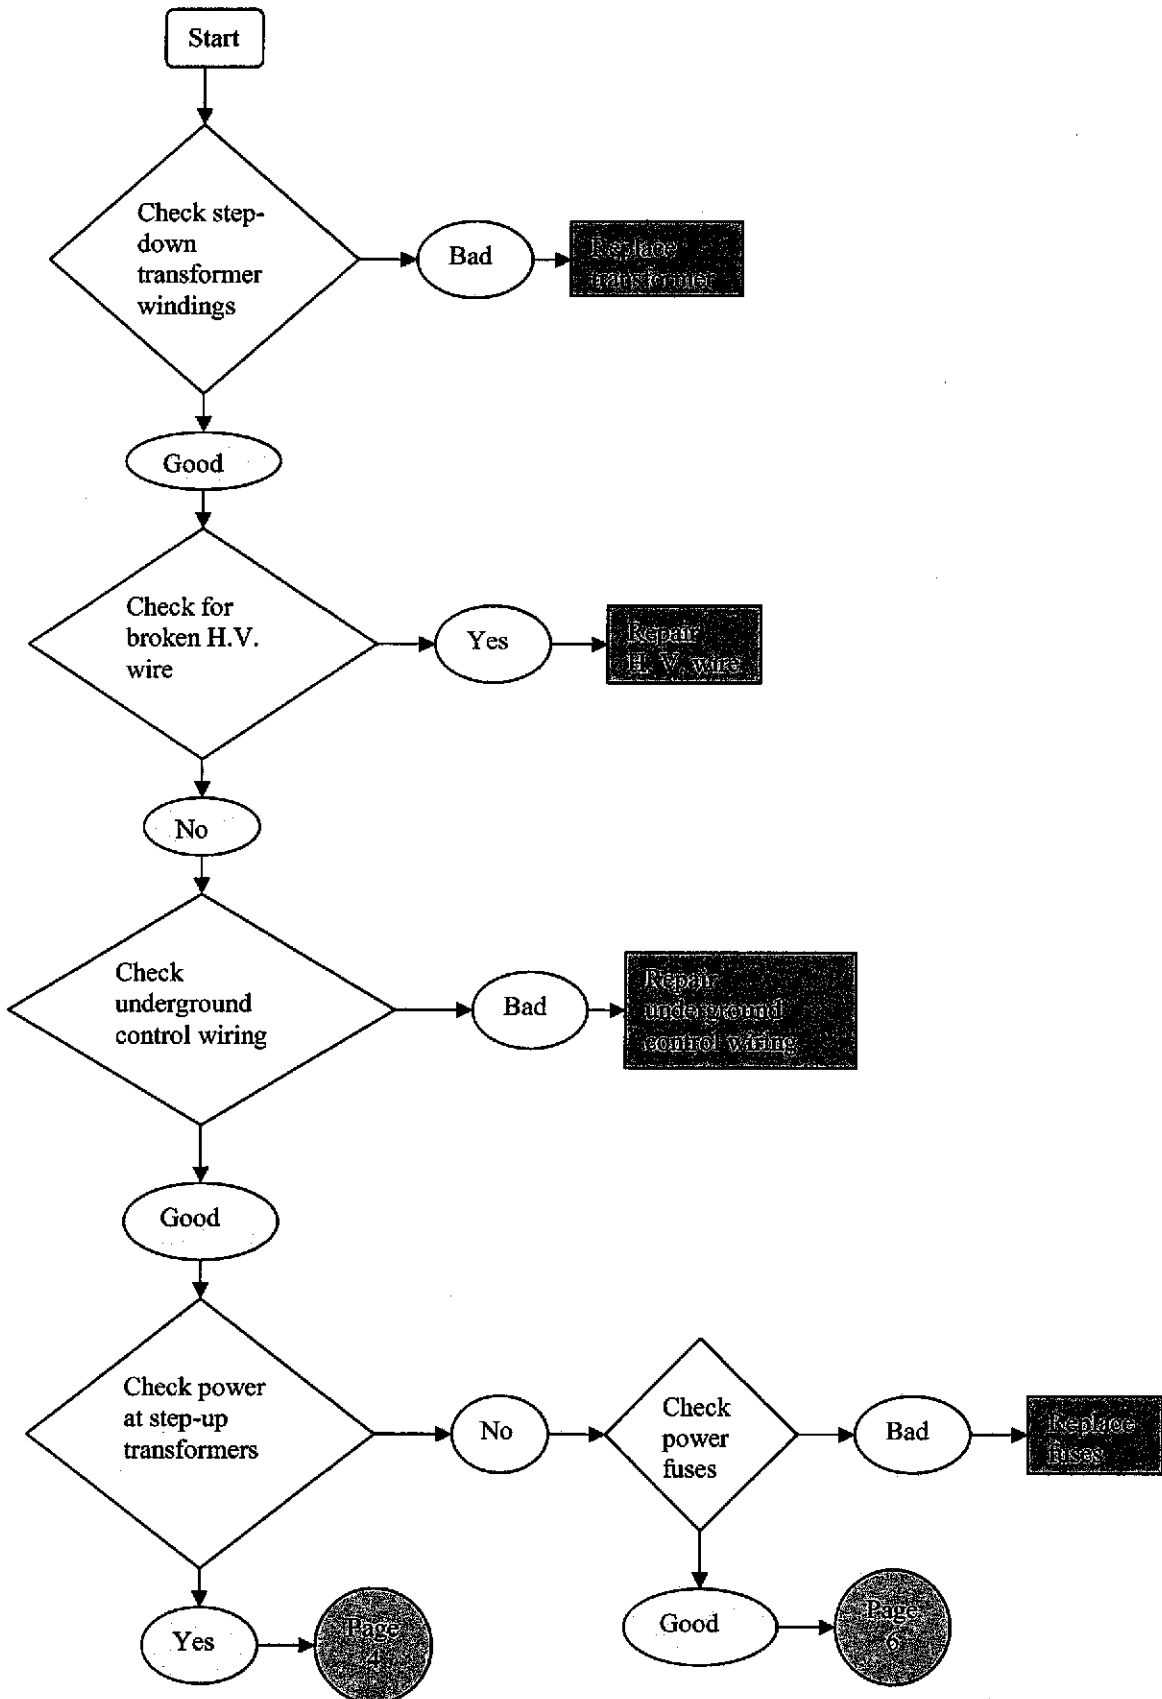 Start
Check step-
down
transformer
windings
Bad
Replace
transformer
Good
Check for
broken H.V.
wire
Yes
Repair
H. V. wire
No
Check
underground
control wiring
Bad
Repair
underground
control wiring
Good
Check power
at step-up
transformers
No
Check
power
fuses
Bad
Replace
fuses
Yes
Page
4
Good
Page
6